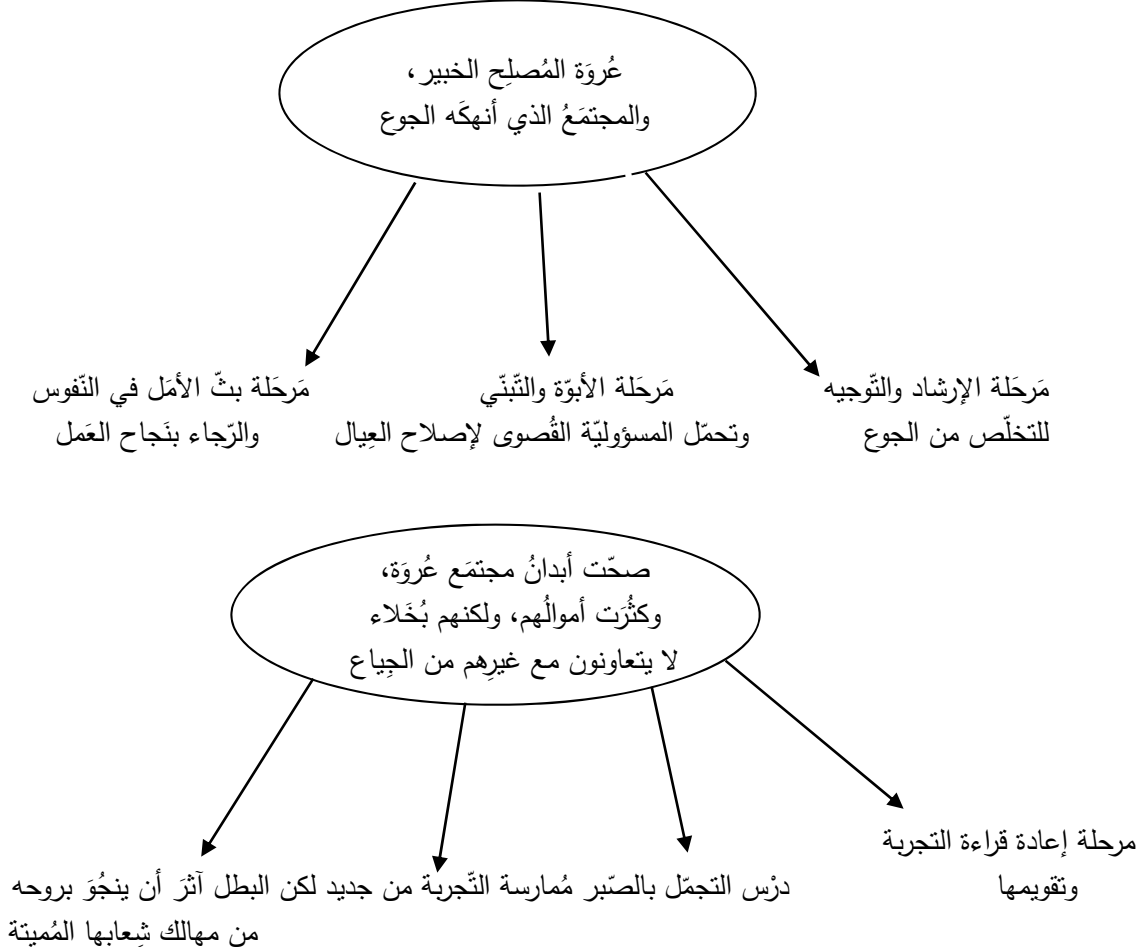 عُروَة المُصلِح الخبير،
والمجتمَعُ الذي أنهكَه الجوع
مَرحَلة الإرشاد والتّوجيه
للتخلّص من الجوع
مَرحَلة الأبوّة والتّبنّي
وتحمّل المسؤوليّة القُصوى لإصلاح العِيال
مَرحَلة بثّ الأمَل في النّفوس
والرّجاء بنَجاح العَمل
صحّت أبدانُ مجتمَع عُروَة،
وكثُرَت أموالُهم، ولكنهم بُخَلاء
لا يتعاونون مع غيرِهم من الجِياع
مرحلة إعادة قراءة التجربة
وتقويمها
درْس التجمّل بالصّبر مُمارسة التّجربة من جديد لكن البطل آثرَ أن ينجُوَ بروحه
من مهالك شِعابها المُميتة